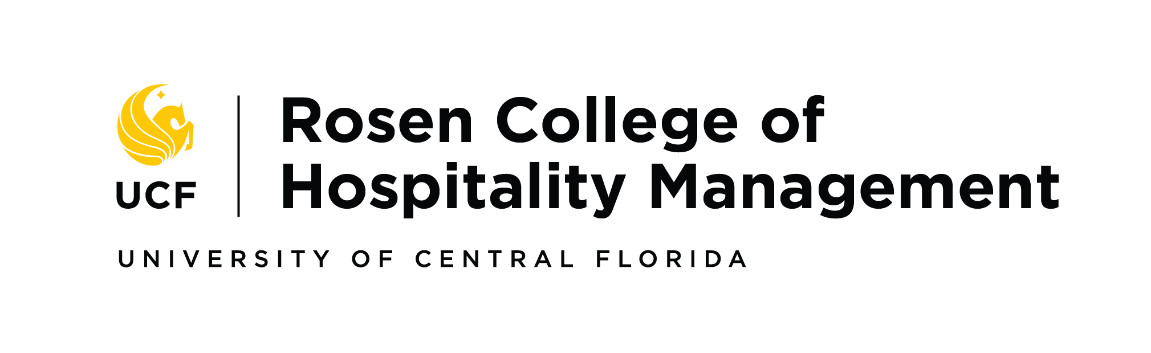 UCF
Rosen College of
Hospitality Management
UNIVERSITY OF CENTRAL FLORIDA